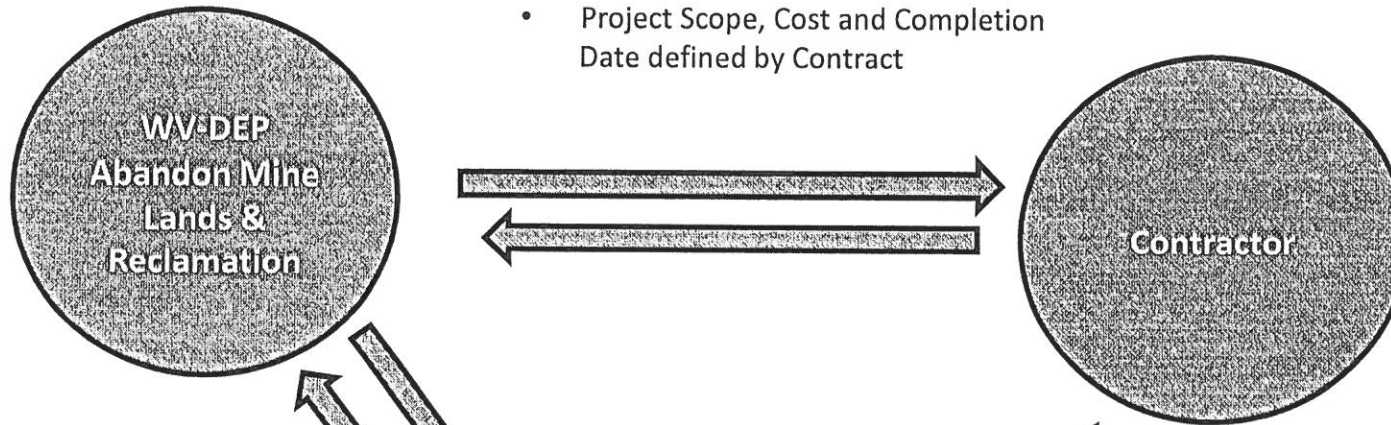 • Project Scope, Cost and Completion
Date defined by Contract
WV-DEP
Abandon Mine
Lands &
Reclamation
Contractor